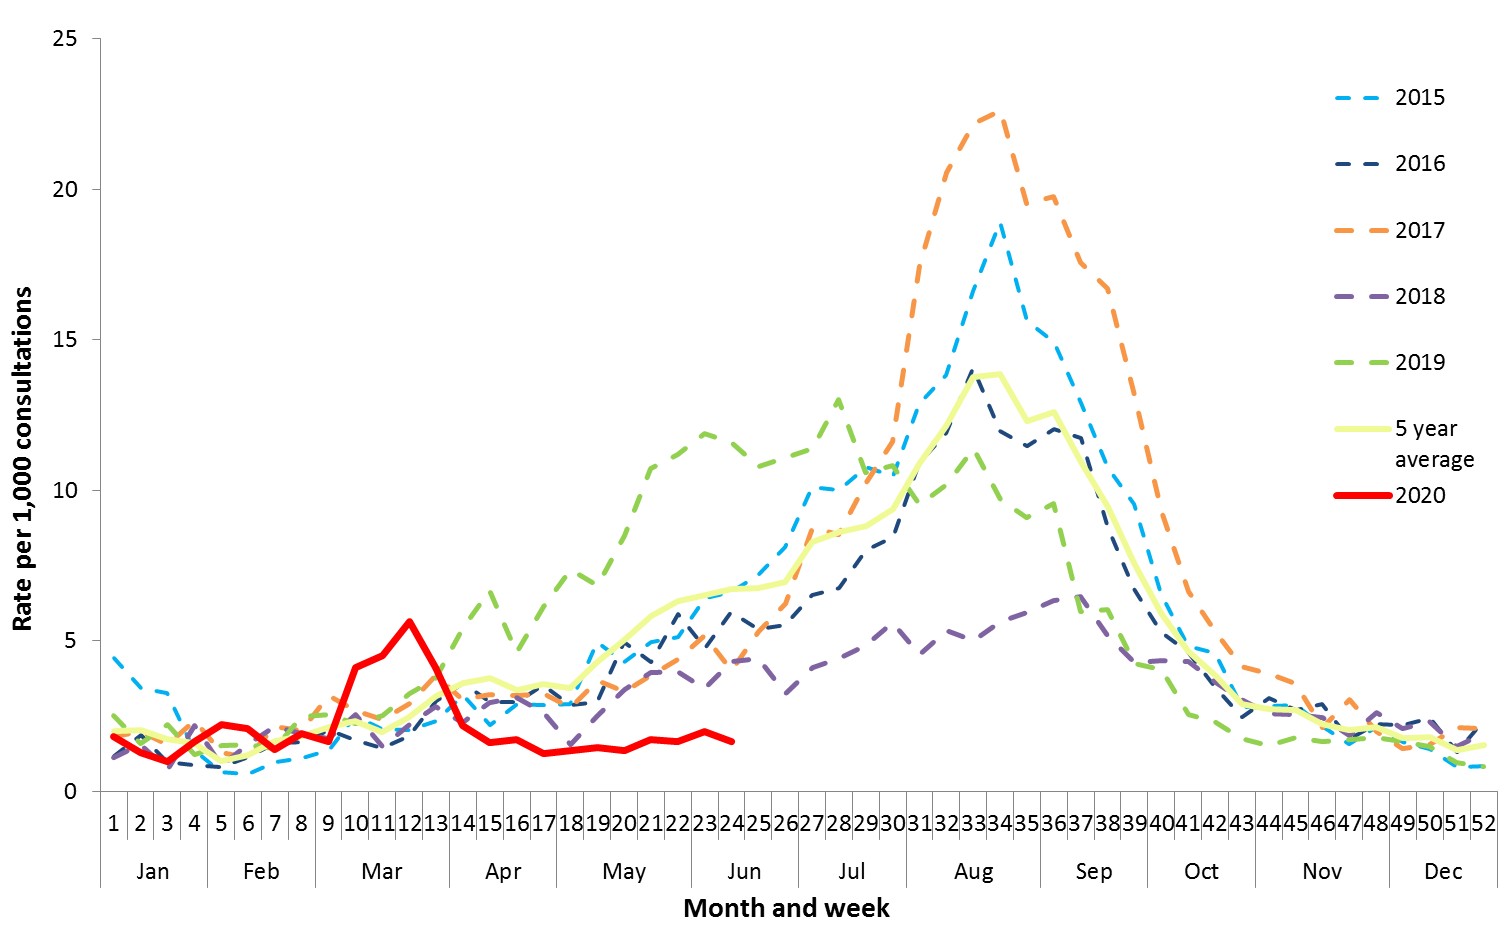 25
20
15
10
5
0
Rate per 1,000 consultations
2015
2016
2017
2018
2019
5 year
average
2020
1 2 3 4 5 6 7 8 9 10 11 12 13 14 15 16 17 18 19 20 21 22 23 24 25 26 27 28 29 30 31 32 33 34 35 36 37 38 39 40 41 42 43 44 45 46 47 48 49 50 51 52
Jan Feb Mar Apr May Jun Jul Aug Sep Oct Nov Dec
Month and week